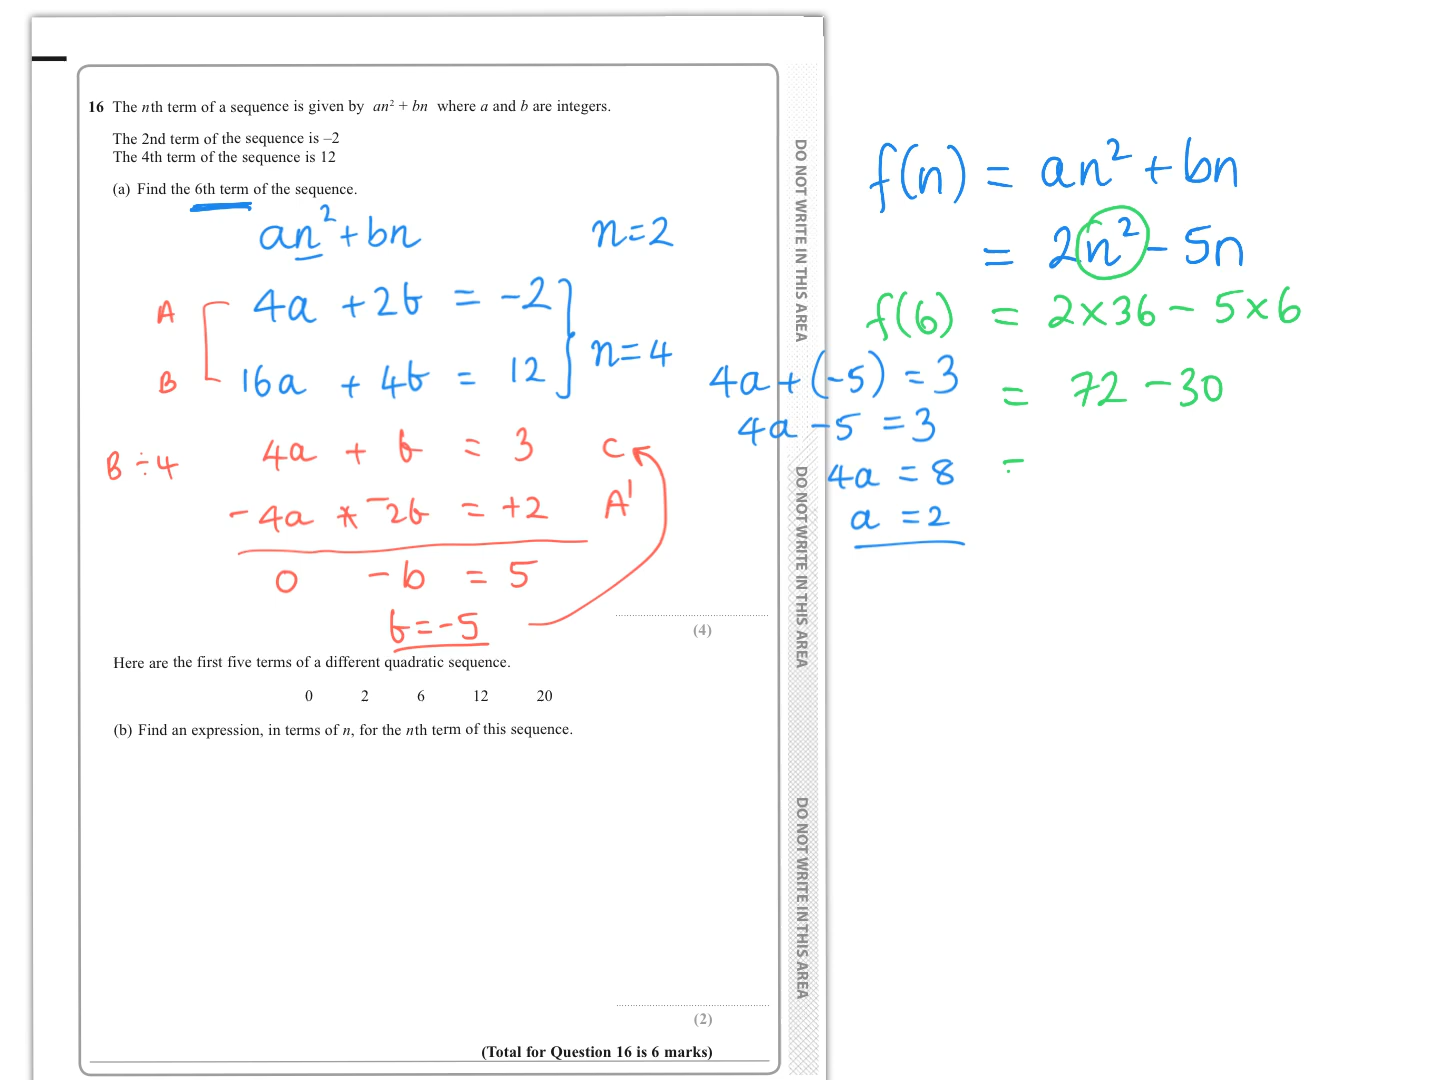 16 The nth term of a sequence is given by an² + bn where a and b are integers.
The 2nd term of the sequence is –2
The 4th term of the sequence is 12
(a) Find the 6th term of the sequence.
an² + bn n=2
A 4a + 2b = -2
B 16a + 4b = 12 n=4
B ÷ 4 4a + b = 3 C
-4a + -2b = +2 A'
0 - b = 5
b = -5
(4)
Here are the first five terms of a different quadratic sequence.
0 2 6 12 20
(b) Find an expression, in terms of n, for the nth term of this sequence.
(2)
(Total for Question 16 is 6 marks)
DO NOT WRITE IN THIS AREA
DO NOT WRITE IN THIS AREA
DO NOT WRITE IN THIS AREA
f(n) = an² + bn
= 2n² - 5n
f(6) = 2×36 - 5×6
= 72 - 30
=
4a + (-5) = 3
4a - 5 = 3
4a = 8
a = 2